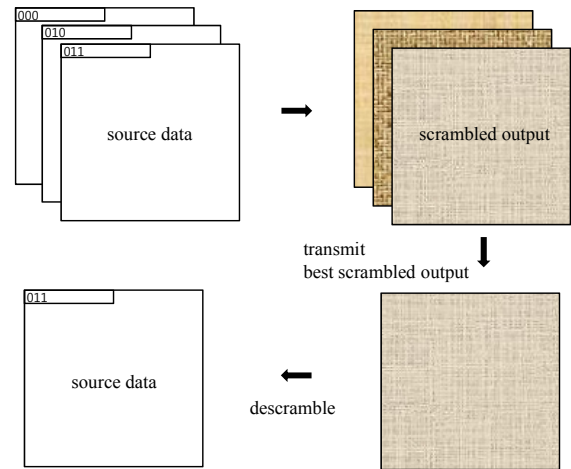 000
010
011
source data
scrambled output
transmit
best scrambled output
011
source data
descramble